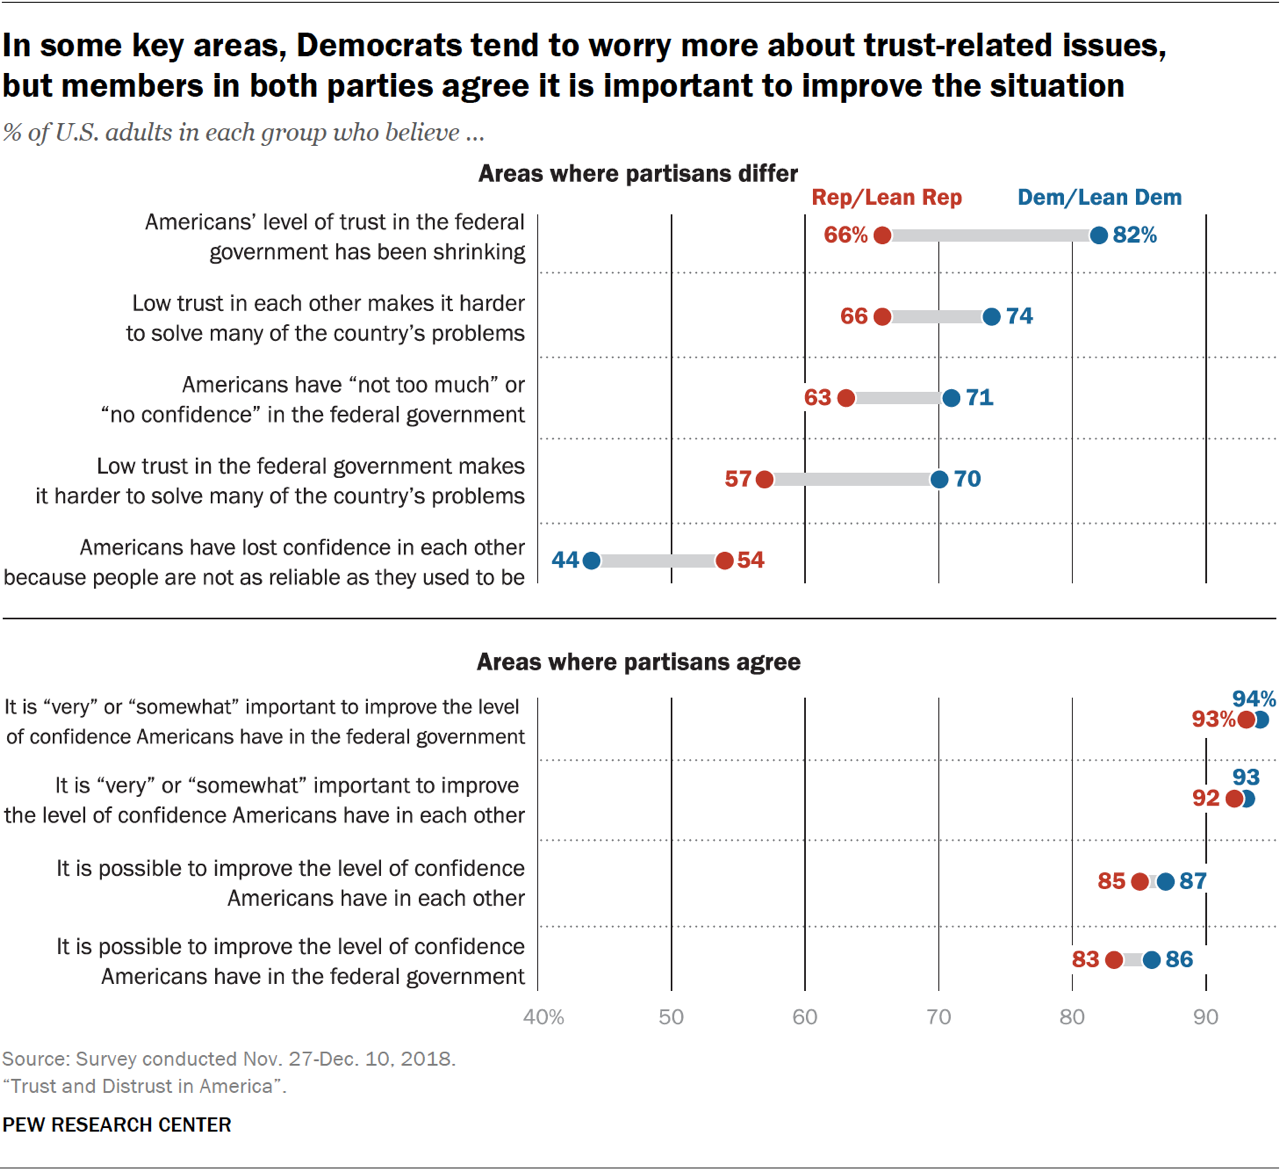 In some key areas, Democrats tend to worry more about trust-related issues,
but members in both parties agree it is important to improve the situation
% of U.S. adults in each group who believe ...
Areas where partisans differ
Rep/Lean Rep Dem/Lean Dem
Americans’ level of trust in the federal
government has been shrinking
66% 82%
Low trust in each other makes it harder
to solve many of the country’s problems
66 74
Americans have “not too much” or
“no confidence” in the federal government
63 71
Low trust in the federal government makes
it harder to solve many of the country’s problems
57 70
Americans have lost confidence in each other
because people are not as reliable as they used to be
44 54
Areas where partisans agree
It is “very” or “somewhat” important to improve the level
of confidence Americans have in the federal government
94%
93%
It is “very” or “somewhat” important to improve
the level of confidence Americans have in each other
93
92
It is possible to improve the level of confidence
Americans have in each other
85 87
It is possible to improve the level of confidence
Americans have in the federal government
83 86
40% 50 60 70 80 90
Source: Survey conducted Nov. 27-Dec. 10, 2018.
“Trust and Distrust in America”.
PEW RESEARCH CENTER